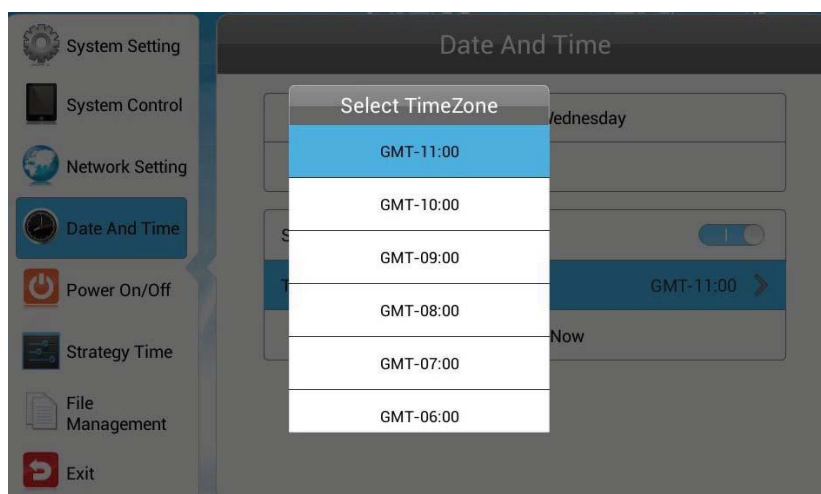 System Setting
System Control
Network Setting
Date And Time
Power On/Off
Strategy Time
File
Management
Exit
Date And Time
Select TimeZone
GMT-11:00
GMT-10:00
GMT-09:00
GMT-08:00
GMT-07:00
GMT-06:00
GMT-11:00
Now